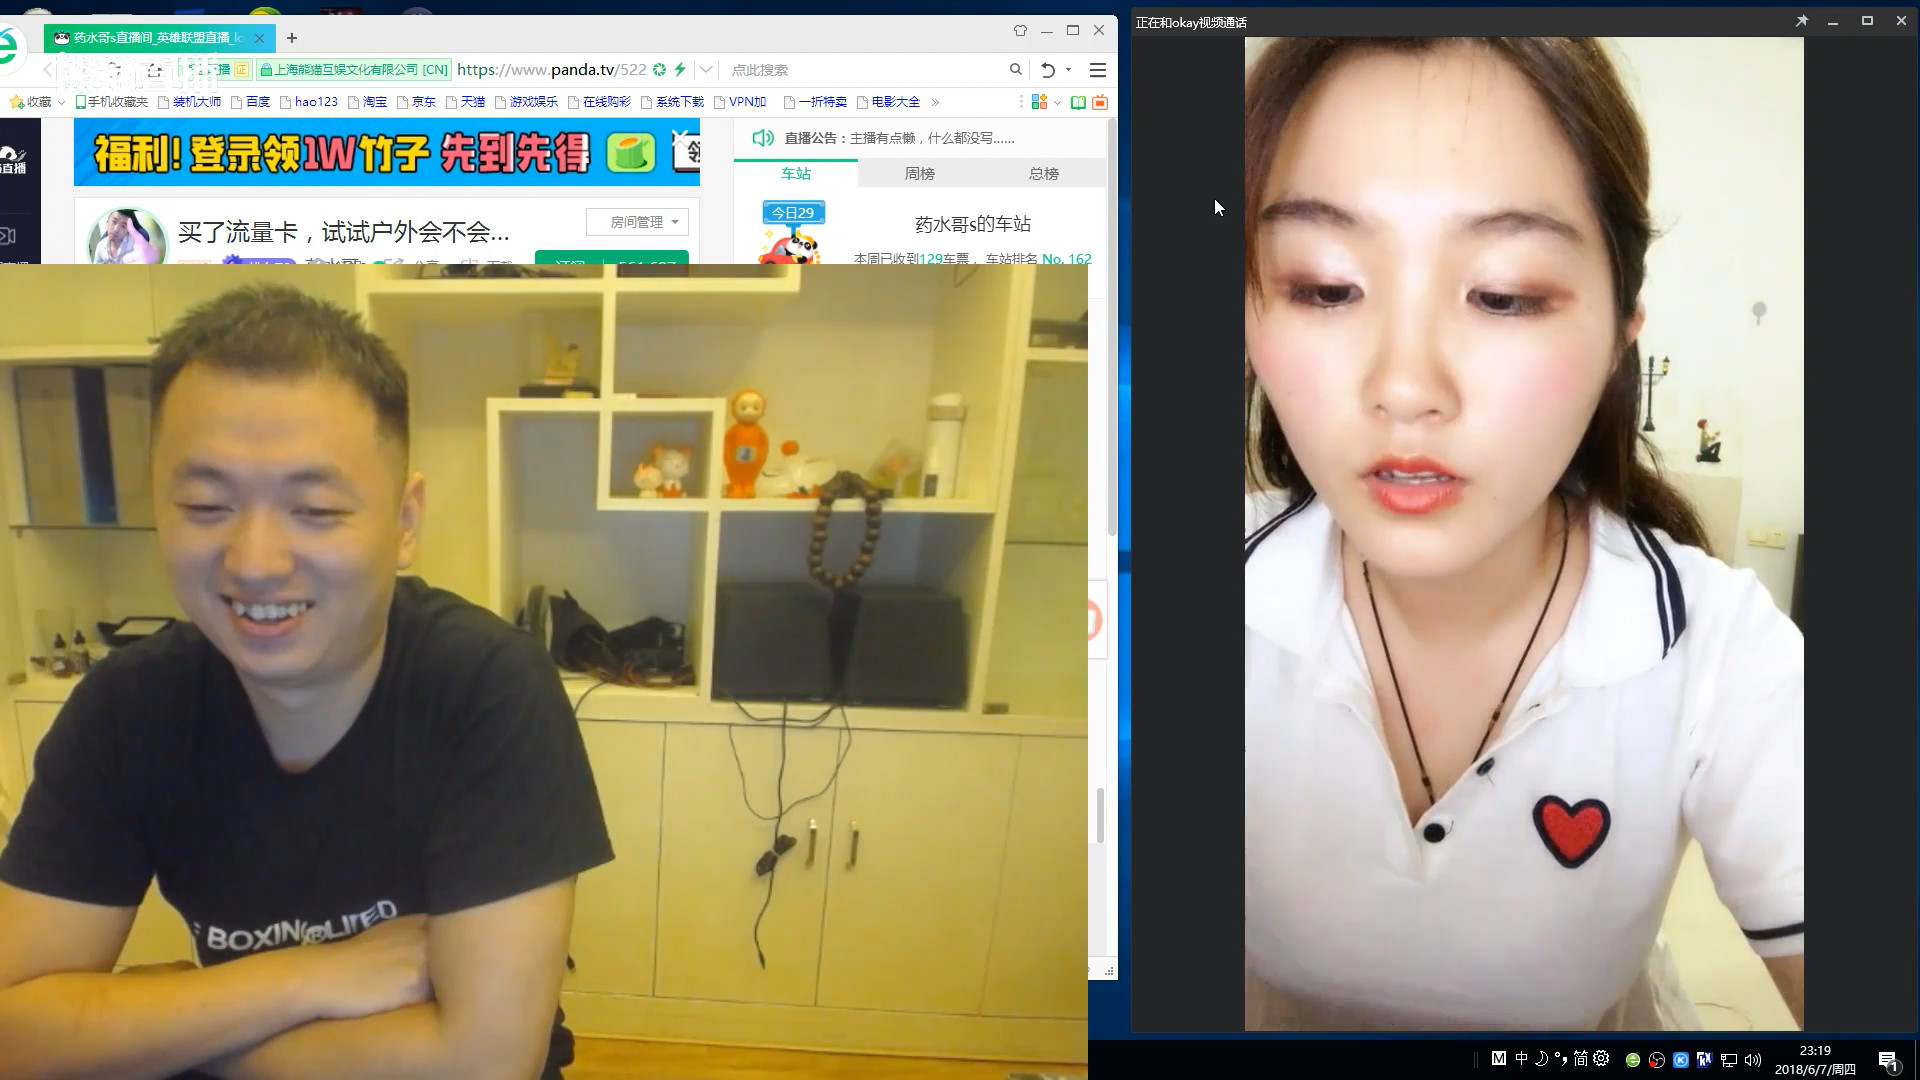 药水哥s直播间_英雄联盟直播_lo
正在和okay视频通话
播 证 上海熊猫互娱文化有限公司 [CN] https://www.panda.tv/522 点此搜索
收藏 手机收藏夹 装机大师 百度 hao123 淘宝 京东 天猫 游戏娱乐 在线购彩 系统下载 VPN加 一折特卖 电影大全 »
福利! 登录领1W竹子 先到先得 领
直播公告：主播有点懒，什么都没写......
直播
车站 周榜 总榜
今日29
药水哥s的车站
买了流量卡，试试户外会不会...
房间管理
本周已收到129车票， 车站排名 No. 162
BOXING
M 中 简
23:19
2018/6/7/周四
1